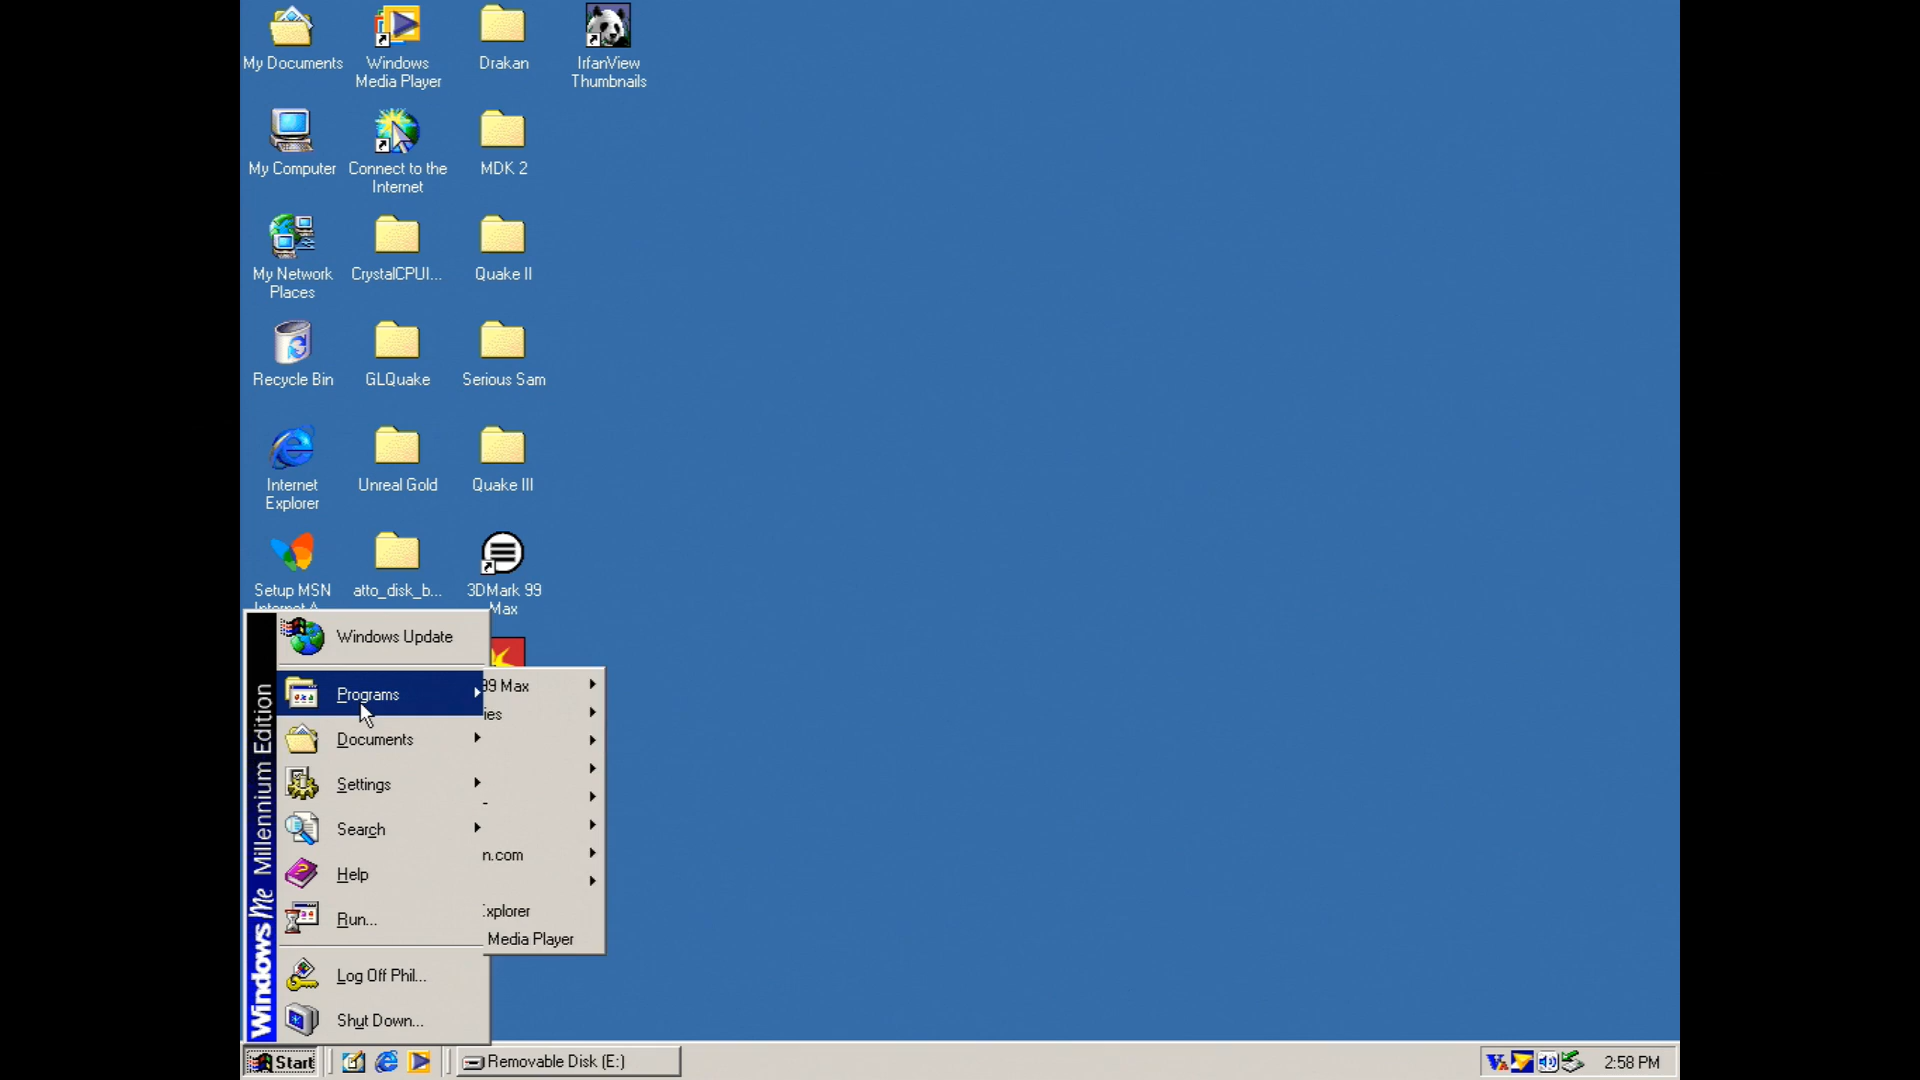 My Documents
Windows
Media Player
Drakan
IrfanView
Thumbnails
My Computer
Connect to the
Internet
MDK 2
My Network
Places
CrystalCPUI...
Quake II
Recycle Bin
GLQuake
Serious Sam
Internet
Explorer
Unreal Gold
Quake III
Setup MSN
Internet A...
atto_disk_b...
3DMark 99
Max
Windows Update
Programs
Documents
Settings
Search
Help
Run...
Log Off Phil...
Shut Down...
Windows Me Millennium Edition
99 Max
ies
n.com
xplorer
Media Player
Start
Removable Disk (E:)
2:58 PM